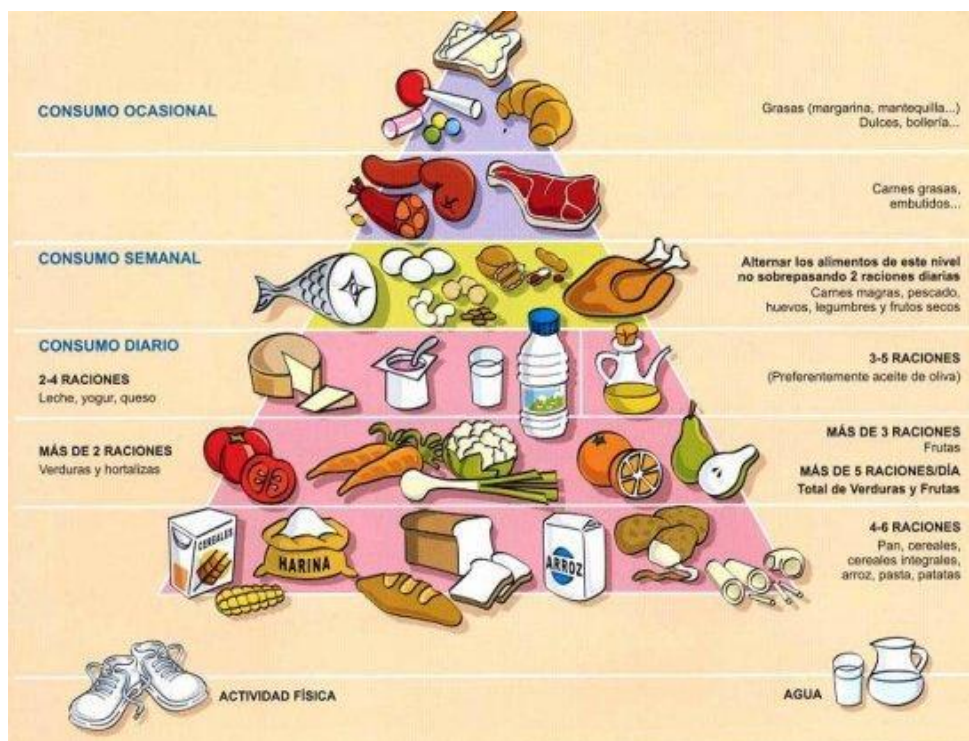 CONSUMO OCASIONAL
Grasas (margarina, mantequilla...)
Dulces, bollería...
Carnes grasas,
embutidos...
CONSUMO SEMANAL
Alternar los alimentos de este nivel
no sobrepasando 2 raciones diarias
Carnes magras, pescado,
huevos, legumbres y frutos secos
CONSUMO DIARIO
2-4 RACIONES
Leche, yogur, queso
3-5 RACIONES
(Preferentemente aceite de oliva)
MÁS DE 2 RACIONES
Verduras y hortalizas
MÁS DE 3 RACIONES
Frutas
MÁS DE 5 RACIONES/DÍA
Total de Verduras y Frutas
CEREALES
HARINA
ARROZ
4-6 RACIONES
Pan, cereales,
cereales integrales,
arroz, pasta, patatas
ACTIVIDAD FÍSICA
AGUA